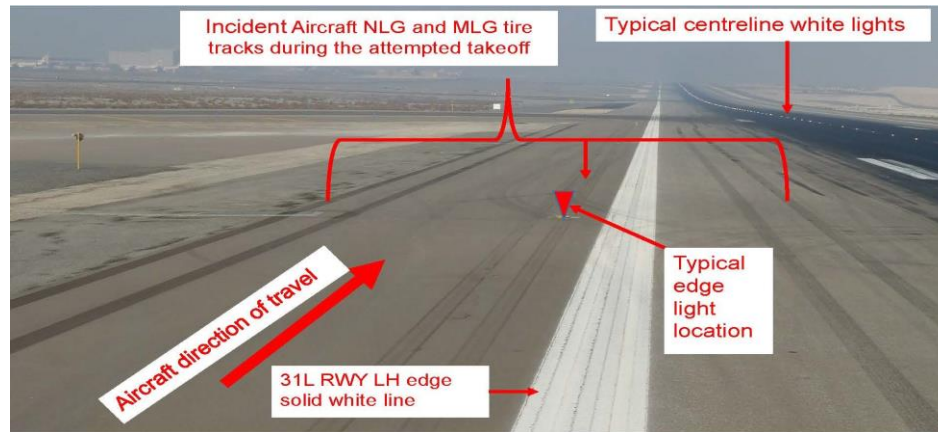 Incident Aircraft NLG and MLG tire
tracks during the attempted takeoff
Typical centreline white lights
Aircraft direction of travel
Typical
edge
light
location
31L RWY LH edge
solid white line